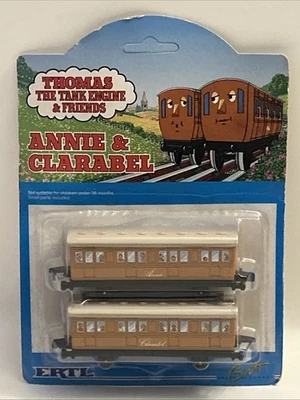 THOMAS
THE TANK ENGINE
& FRIENDS
ANNIE &
CLARABEL
Not suitable for children under 36 months
Small parts included.
Annie
Clarabel
ERTL